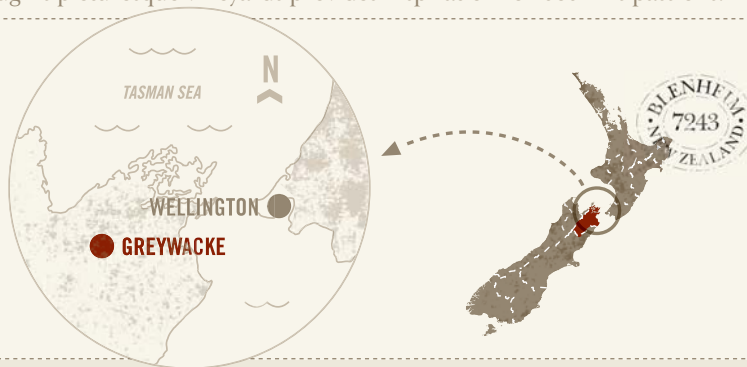 N
TASMAN SEA
WELLINGTON
GREYWACKE
BLENHEIM
7243
NEW ZEALAND